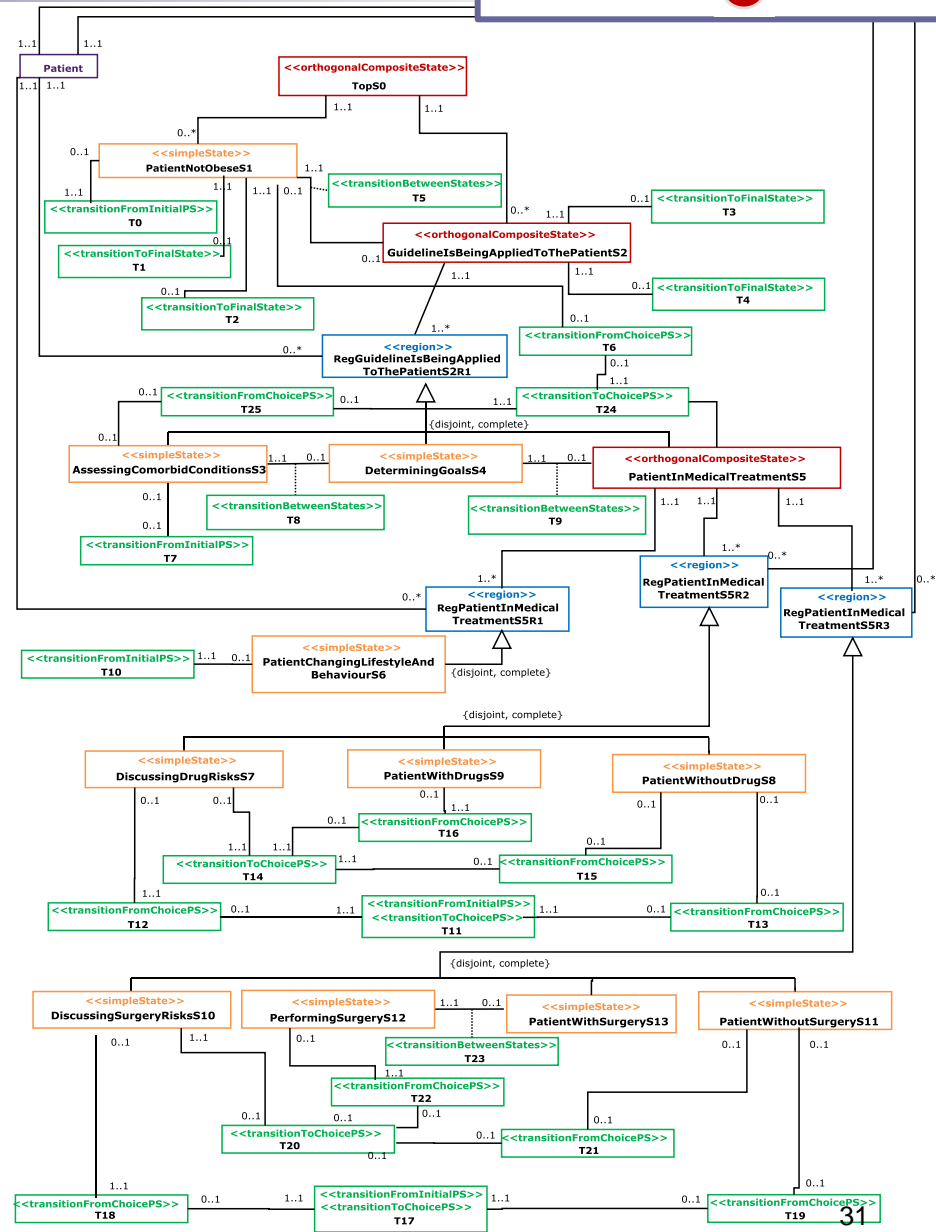 1..1
1..1
Patient
1..1
1..1
<<orthogonalCompositeState>>
TopS0
1..1
1..1
0..*
0..1
<<simpleState>>
PatientNotObeseS1
1..1
1..1
1..1
0..1
1..1
<<transitionBetweenStates>>
T5
<<transitionToFinalState>>
T3
0..1
1..1
0..*
<<transitionFromInitialPS>>
T0
0..1
<<transitionToFinalState>>
T1
<<orthogonalCompositeState>>
GuidelineIsBeingAppliedToThePatientS2
0..1
1..1
1..1
0..1
<<transitionToFinalState>>
T4
0..1
<<transitionToFinalState>>
T2
0..1
1..*
0..*
<<region>>
RegGuidelineIsBeingApplied
ToThePatientS2R1
<<transitionFromChoicePS>>
T6
0..1
1..1
0..1
<<transitionFromChoicePS>>
T25
0..1
1..1
<<transitionToChoicePS>>
T24
{disjoint, complete}
0..1
<<simpleState>>
AssessingComorbidConditionsS3
1..1
0..1
<<simpleState>>
DeterminingGoalsS4
1..1
0..1
<<orthogonalCompositeState>>
PatientInMedicalTreatmentS5
0..1
0..1
<<transitionBetweenStates>>
T8
<<transitionBetweenStates>>
T9
1..1
1..1
1..1
<<transitionFromInitialPS>>
T7
1..*
0..*
1..*
0..*
1..*
0..*
<<region>>
RegPatientInMedical
TreatmentS5R1
<<region>>
RegPatientInMedical
TreatmentS5R2
<<region>>
RegPatientInMedical
TreatmentS5R3
<<transitionFromInitialPS>>
T10
1..1
0..1
<<simpleState>>
PatientChangingLifestyleAnd
BehaviourS6
{disjoint, complete}
{disjoint, complete}
<<simpleState>>
DiscussingDrugRisksS7
<<simpleState>>
PatientWithDrugsS9
<<simpleState>>
PatientWithoutDrugS8
0..1
0..1
0..1
1..1
0..1
0..1
0..1
<<transitionFromChoicePS>>
T16
1..1
1..1
<<transitionToChoicePS>>
T14
1..1
0..1
0..1
<<transitionFromChoicePS>>
T15
1..1
<<transitionFromChoicePS>>
T12
0..1
1..1
<<transitionFromInitialPS>>
<<transitionToChoicePS>>
T11
1..1
0..1
0..1
<<transitionFromChoicePS>>
T13
{disjoint, complete}
<<simpleState>>
DiscussingSurgeryRisksS10
<<simpleState>>
PerformingSurgeryS12
1..1
0..1
<<simpleState>>
PatientWithSurgeryS13
<<simpleState>>
PatientWithoutSurgeryS11
0..1
1..1
0..1
<<transitionBetweenStates>>
T23
0..1
0..1
1..1
<<transitionFromChoicePS>>
T22
0..1
0..1
0..1
<<transitionToChoicePS>>
T20
0..1
0..1
0..1
<<transitionFromChoicePS>>
T21
1..1
<<transitionFromChoicePS>>
T18
0..1
1..1
<<transitionFromInitialPS>>
<<transitionToChoicePS>>
T17
1..1
0..1
0..1
<<transitionFromChoicePS>>
T19
31